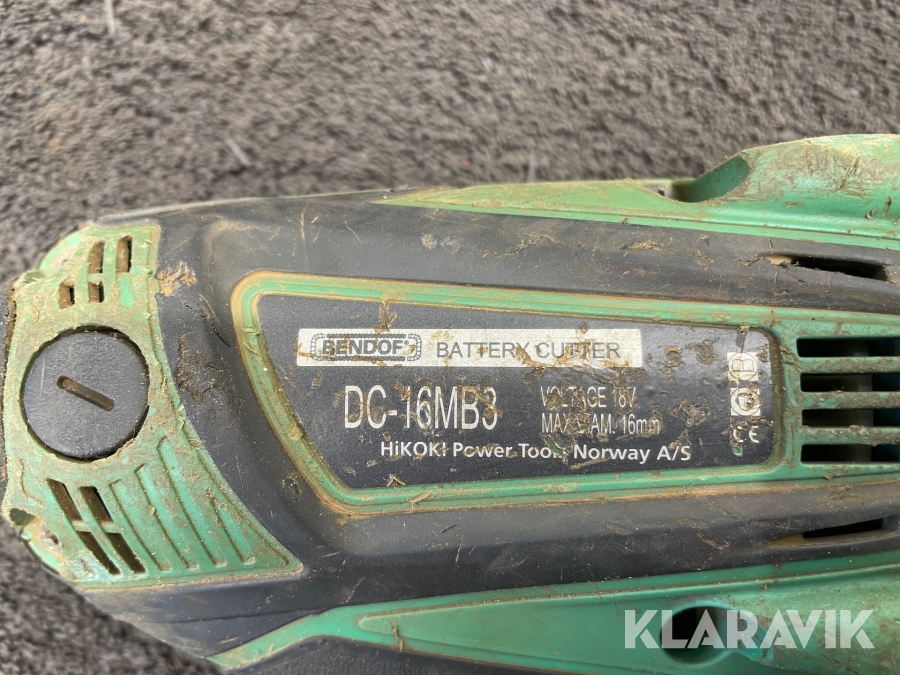 BENDOF BATTERY CUTTER
DC-16MB3
VOLTAGE 18V
MAX DIAM. 16mm
HiKOKI Power Tools Norway A/S
CE
KLARAVIK